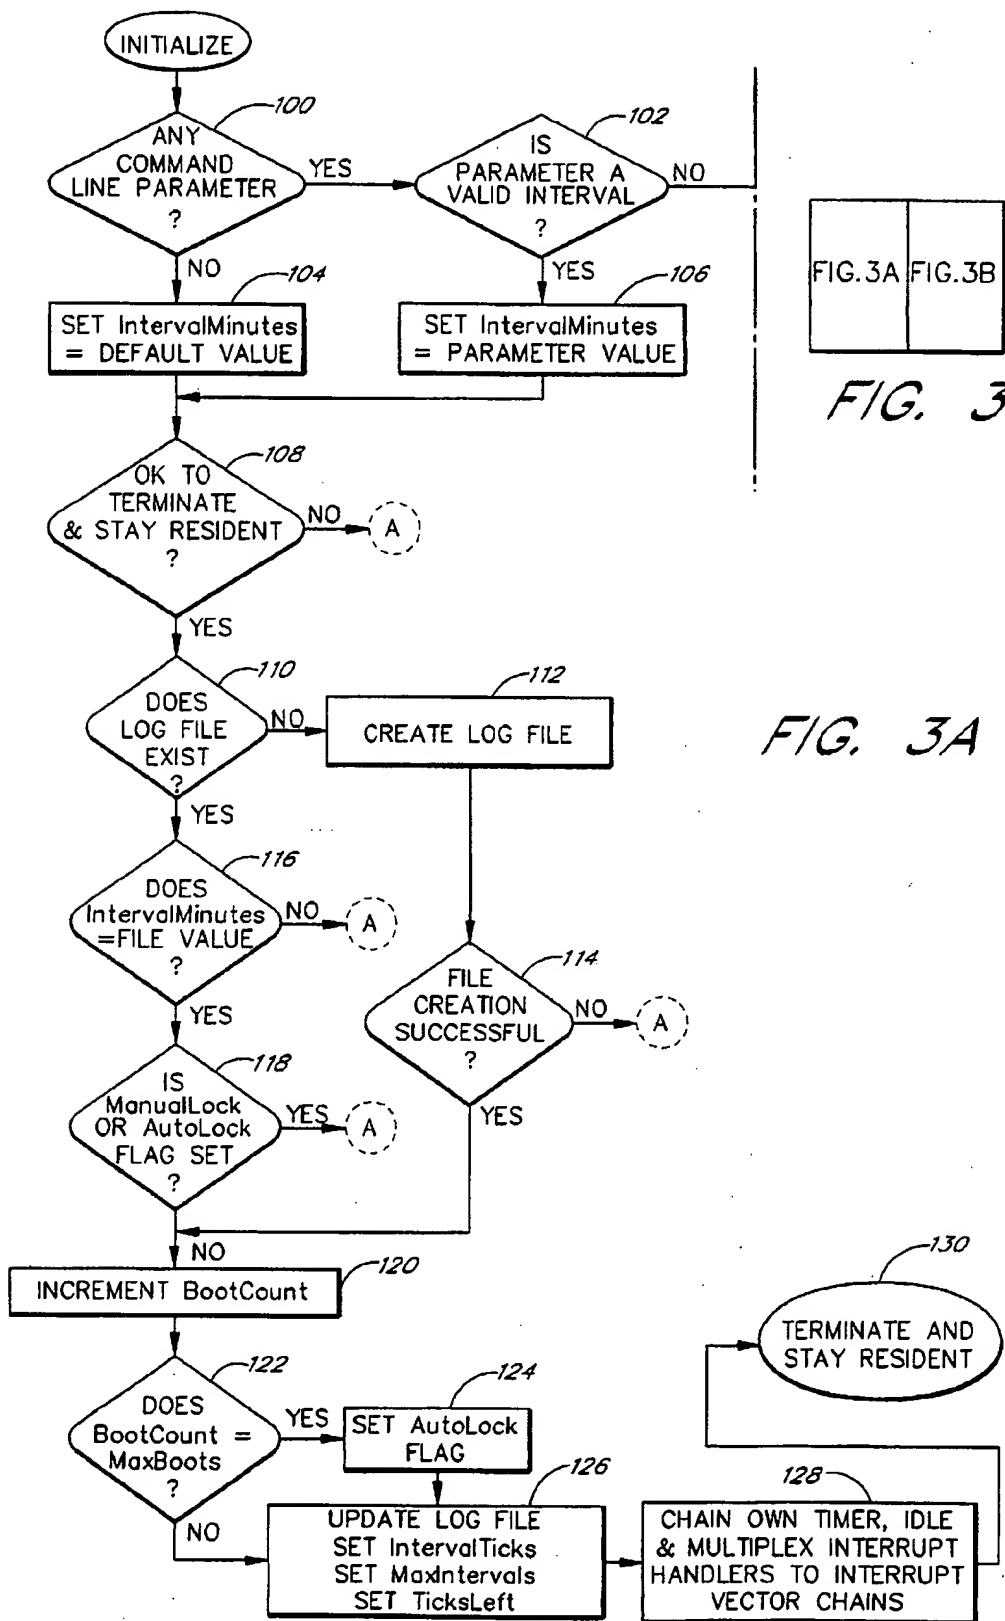 INITIALIZE
100
ANY
COMMAND
LINE PARAMETER
?
YES
NO
102
IS
PARAMETER A
VALID INTERVAL
?
NO
YES
104
SET IntervalMinutes
= DEFAULT VALUE
106
SET IntervalMinutes
= PARAMETER VALUE
FIG.3A
FIG.3B
FIG. 3
108
OK TO
TERMINATE
& STAY RESIDENT
?
NO
A
YES
110
DOES
LOG FILE
EXIST
?
NO
YES
112
CREATE LOG FILE
FIG. 3A
116
DOES
IntervalMinutes
=FILE VALUE
?
NO
A
YES
114
FILE
CREATION
SUCCESSFUL
?
NO
A
YES
118
IS
ManualLock
OR AutoLock
FLAG SET
?
YES
A
NO
120
INCREMENT BootCount
122
DOES
BootCount =
MaxBoots
?
YES
NO
124
SET AutoLock
FLAG
126
UPDATE LOG FILE
SET IntervalTicks
SET MaxIntervals
SET TicksLeft
128
CHAIN OWN TIMER, IDLE
& MULTIPLEX INTERRUPT
HANDLERS TO INTERRUPT
VECTOR CHAINS
130
TERMINATE AND
STAY RESIDENT